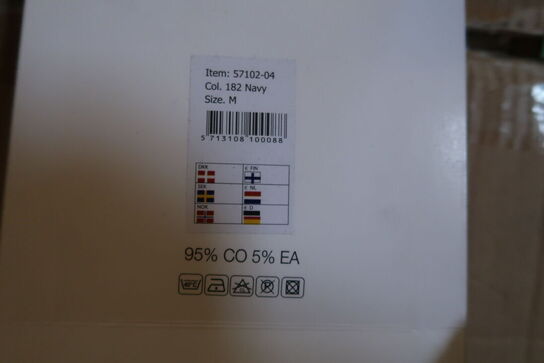 Item: 57102-04
Col. 182 Navy
Size. M
5 713108 100088
DKK € FIN
SEK € NL
NOK € D
95% CO 5% EA